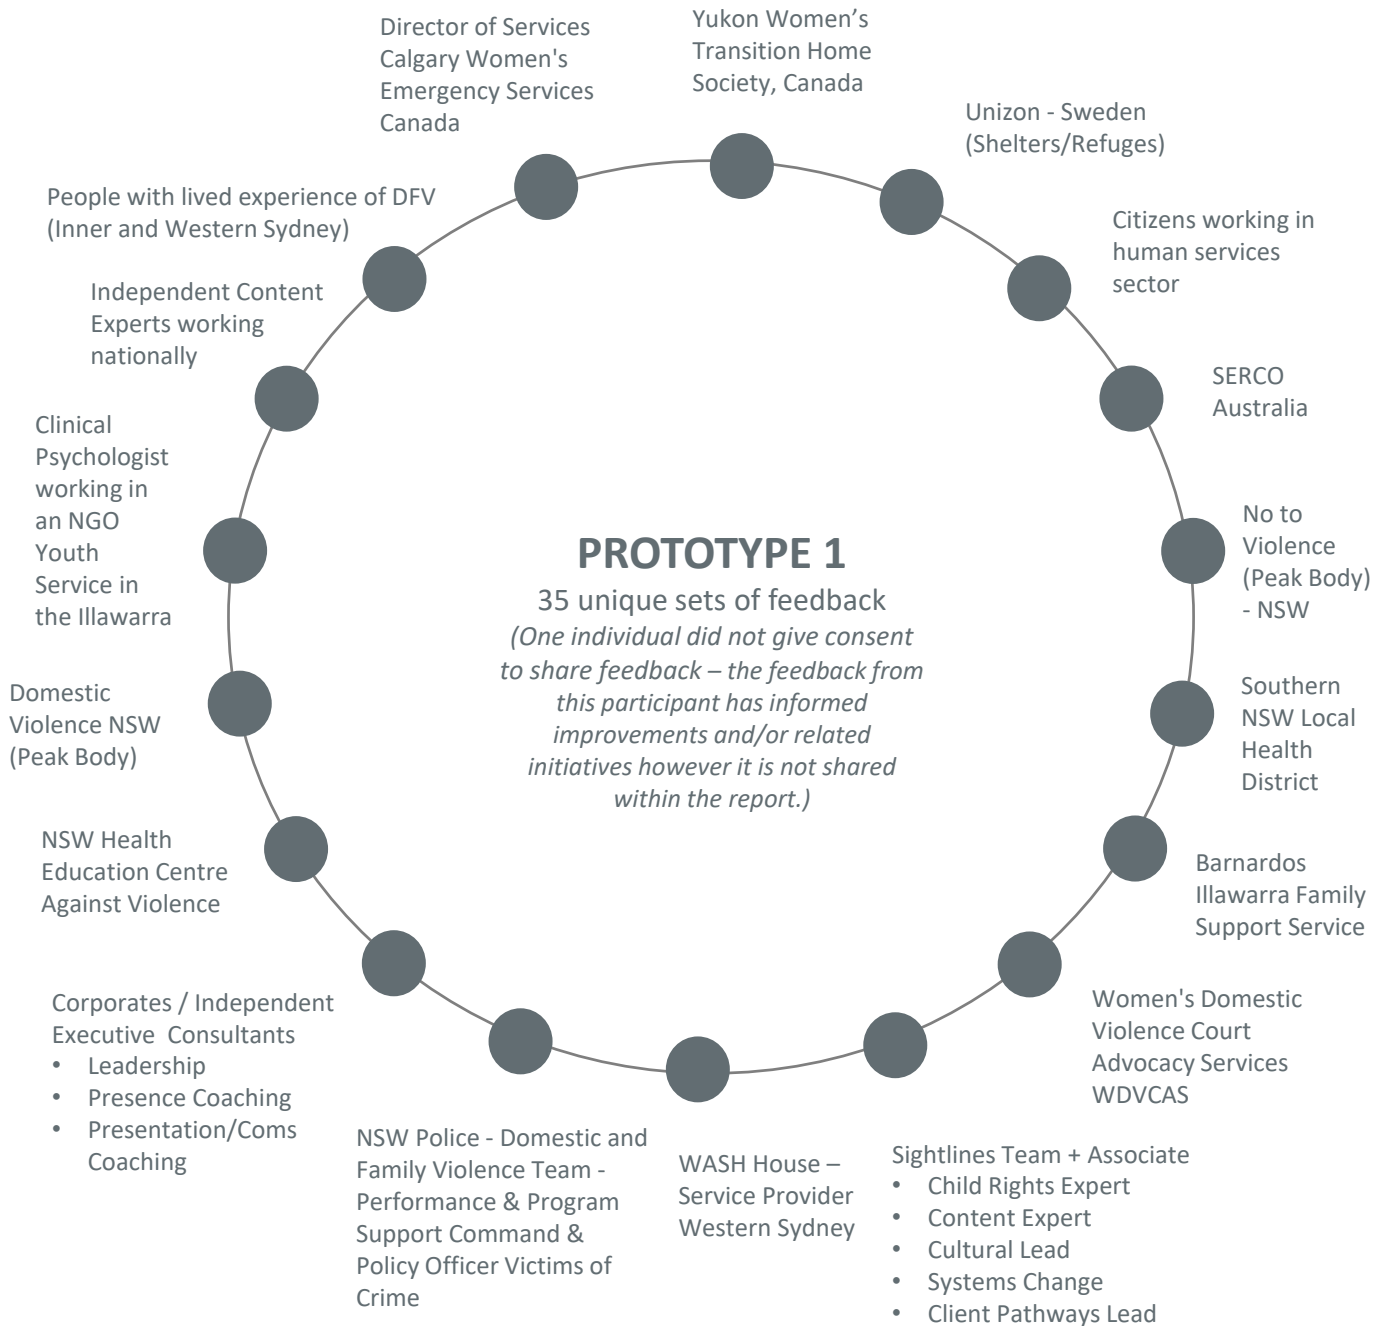 Director of Services
Calgary Women's
Emergency Services
Canada
Yukon Women’s
Transition Home
Society, Canada
Unizon - Sweden
(Shelters/Refuges)
People with lived experience of DFV
(Inner and Western Sydney)
Citizens working in
human services
sector
Independent Content
Experts working
nationally
SERCO
Australia
Clinical
Psychologist
working in
an NGO
Youth
Service in
the Illawarra
No to
Violence
(Peak Body)
- NSW
PROTOTYPE 1
35 unique sets of feedback
(One individual did not give consent
to share feedback – the feedback from
this participant has informed
improvements and/or related
initiatives however it is not shared
within the report.)
Domestic
Violence NSW
(Peak Body)
Southern
NSW Local
Health
District
NSW Health
Education Centre
Against Violence
Barnardos
Illawarra Family
Support Service
Corporates / Independent
Executive  Consultants
• Leadership
• Presence Coaching
• Presentation/Coms
Coaching
Women's Domestic
Violence Court
Advocacy Services
WDVCAS
NSW Police - Domestic and
Family Violence Team -
Performance & Program
Support Command &
Policy Officer Victims of
Crime
WASH House –
Service Provider
Western Sydney
Sightlines Team + Associate
• Child Rights Expert
• Content Expert
• Cultural Lead
• Systems Change
• Client Pathways Lead